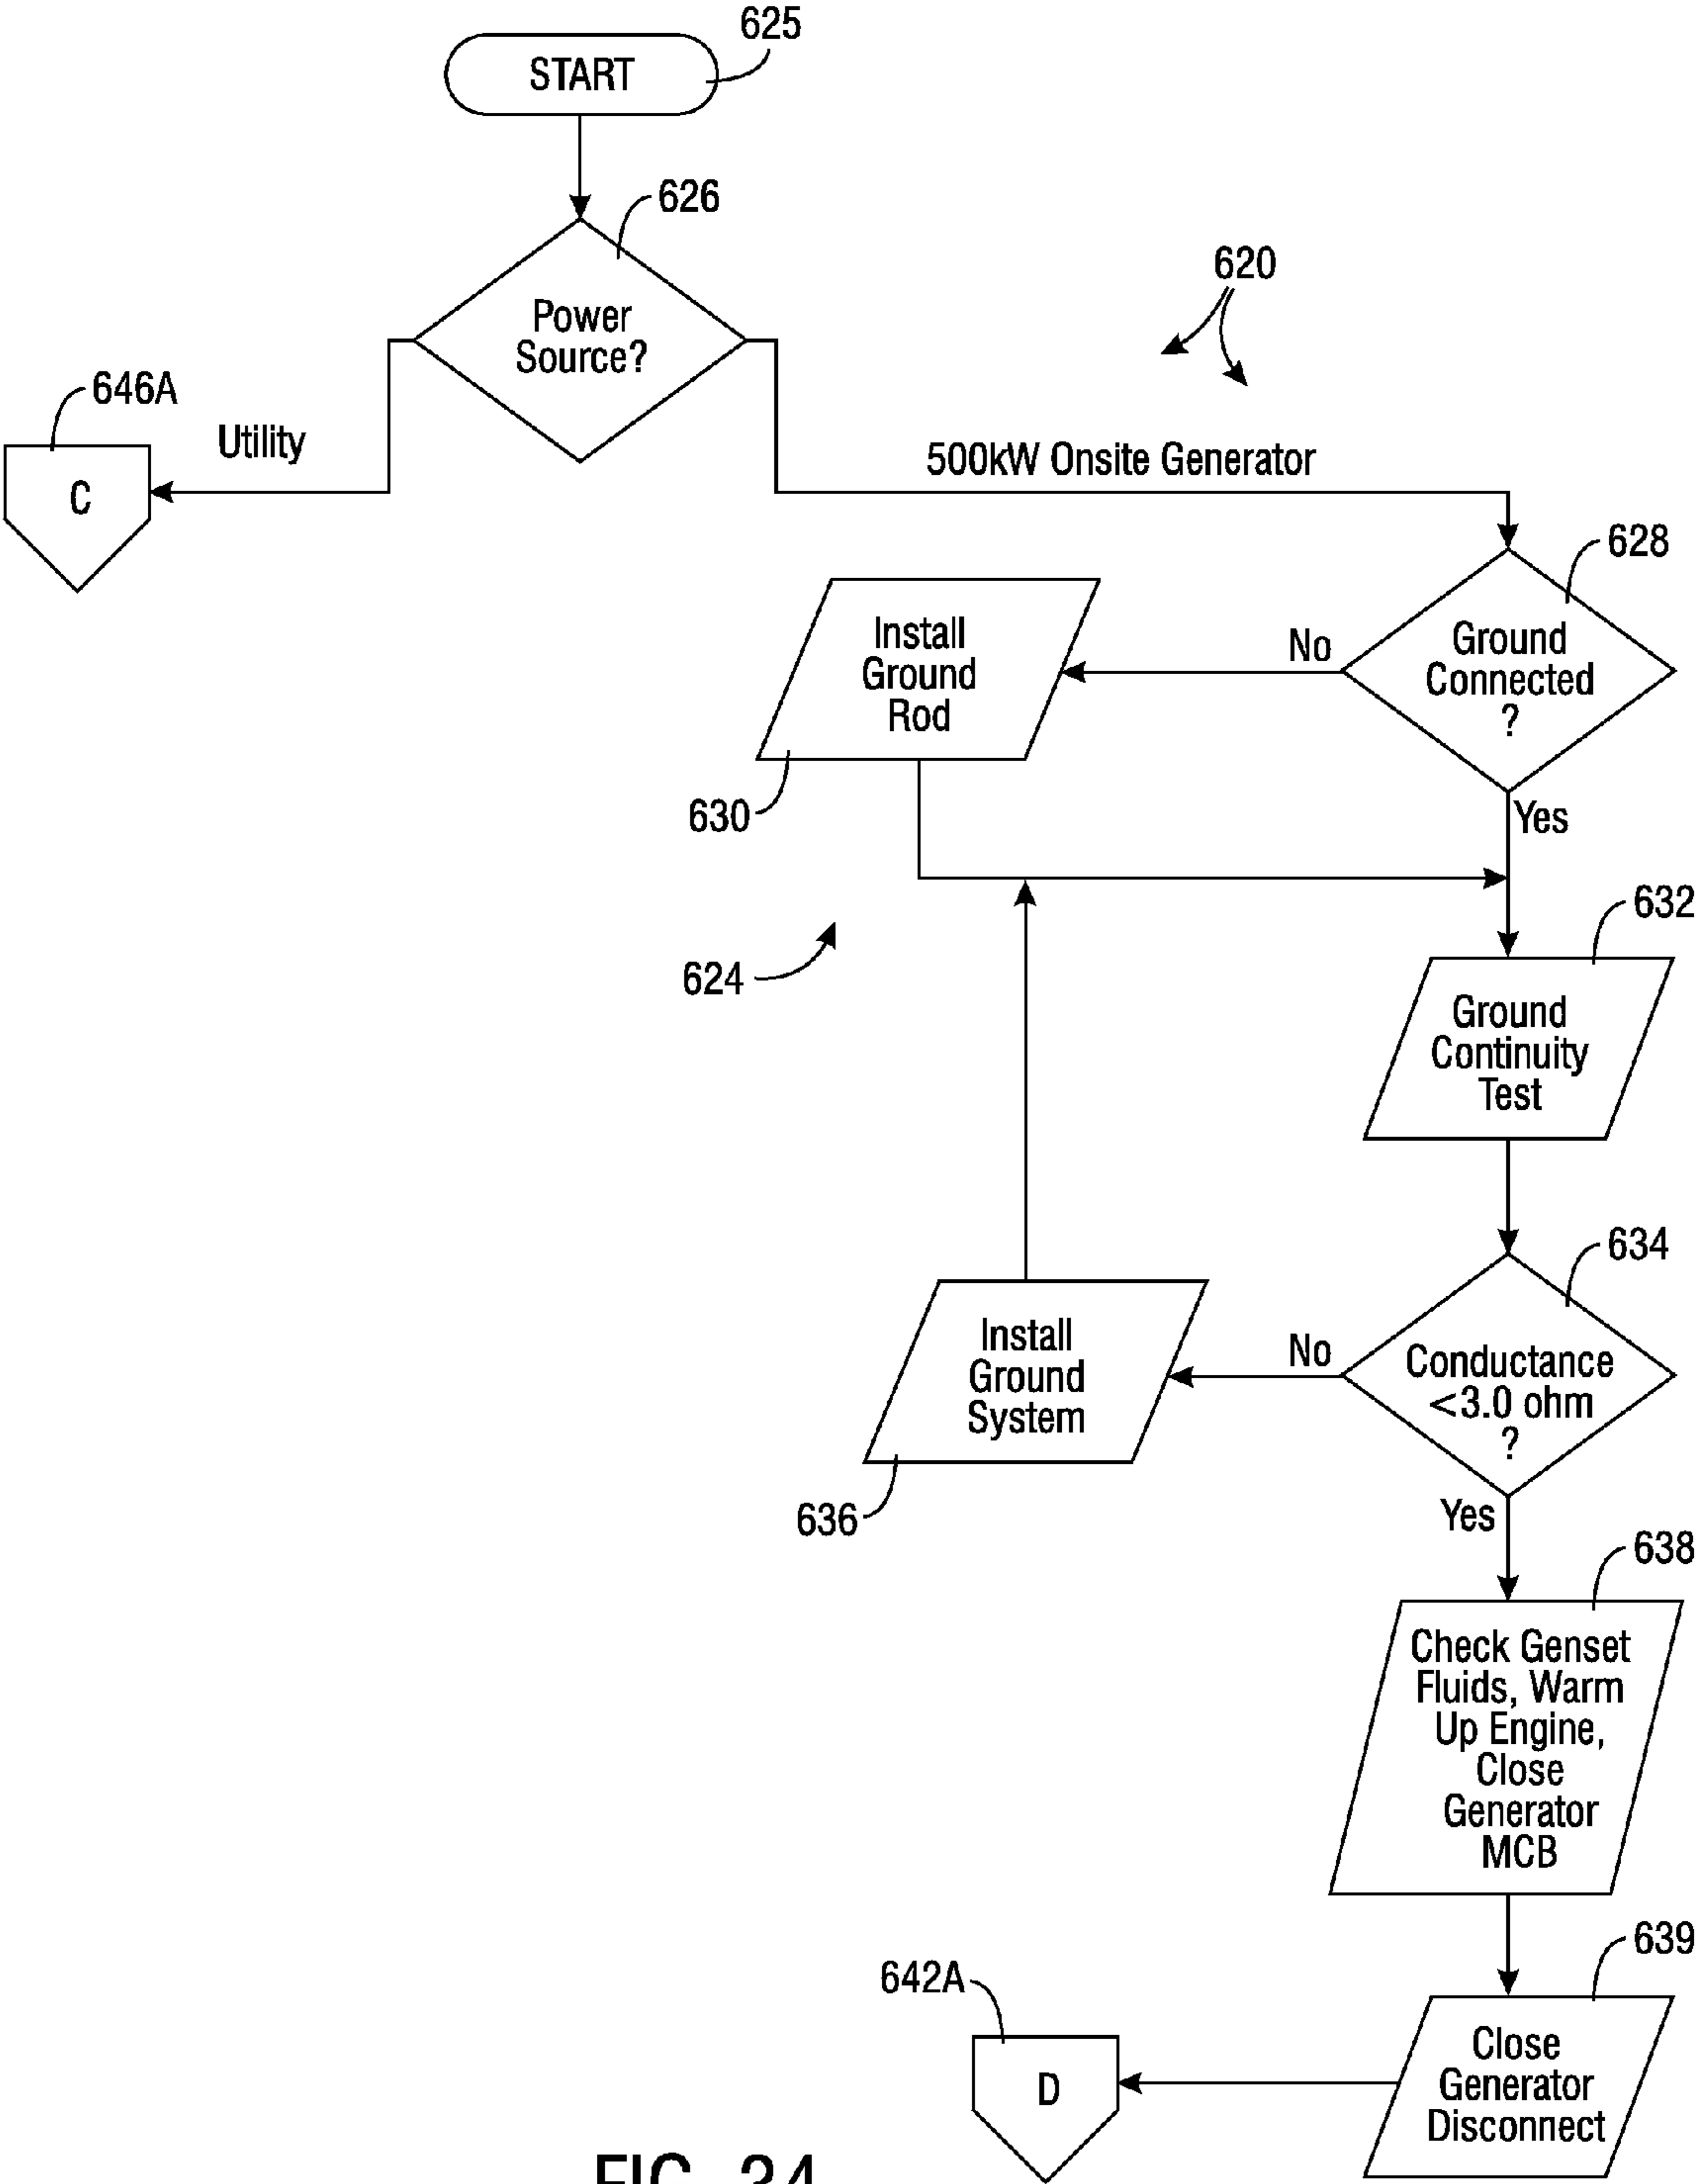 625
START
626
Power
Source?
620
646A
Utility
C
500kW Onsite Generator
628
Ground
Connected
?
No
Install
Ground
Rod
630
Yes
632
624
Ground
Continuity
Test
634
Conductance
<3.0 ohm
?
No
Install
Ground
System
636
Yes
638
Check Genset
Fluids, Warm
Up Engine,
Close
Generator
MCB
639
642A
Close
Generator
Disconnect
D
FIG. 34